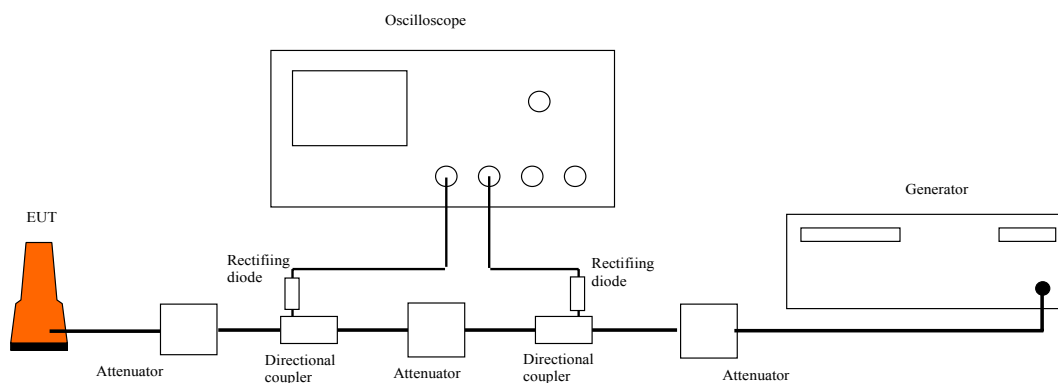 Oscilloscope
Generator
EUT
Rectifiing
diode
Rectifiing
diode
Attenuator
Directional
coupler
Attenuator
Directional
coupler
Attenuator